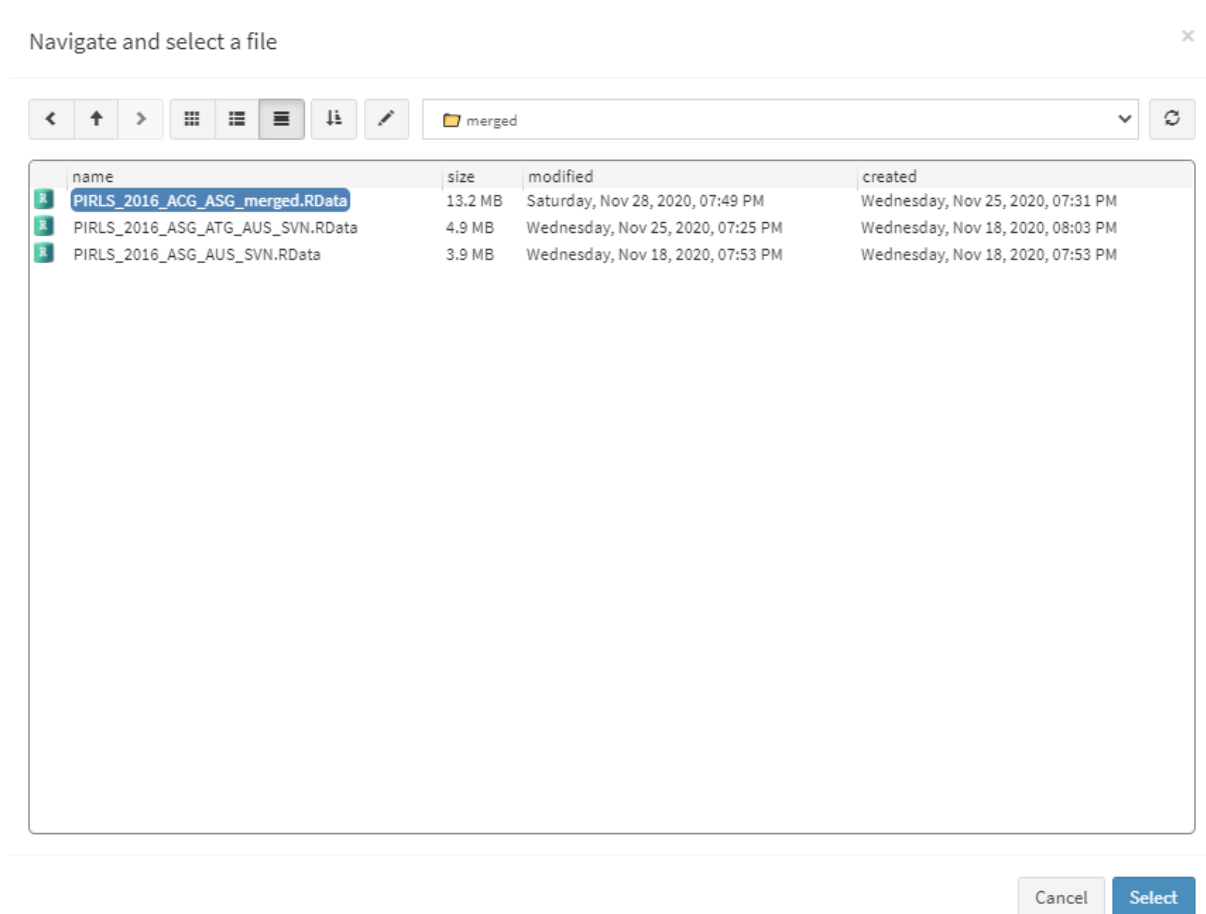 Navigate and select a file ×
merged
name size modified created
PIRLS_2016_ACG_ASG_merged.RData 13.2 MB Saturday, Nov 28, 2020, 07:49 PM Wednesday, Nov 25, 2020, 07:31 PM
PIRLS_2016_ASG_ATG_AUS_SVN.RData 4.9 MB Wednesday, Nov 25, 2020, 07:25 PM Wednesday, Nov 18, 2020, 08:03 PM
PIRLS_2016_ASG_AUS_SVN.RData 3.9 MB Wednesday, Nov 18, 2020, 07:53 PM Wednesday, Nov 18, 2020, 07:53 PM
Cancel Select